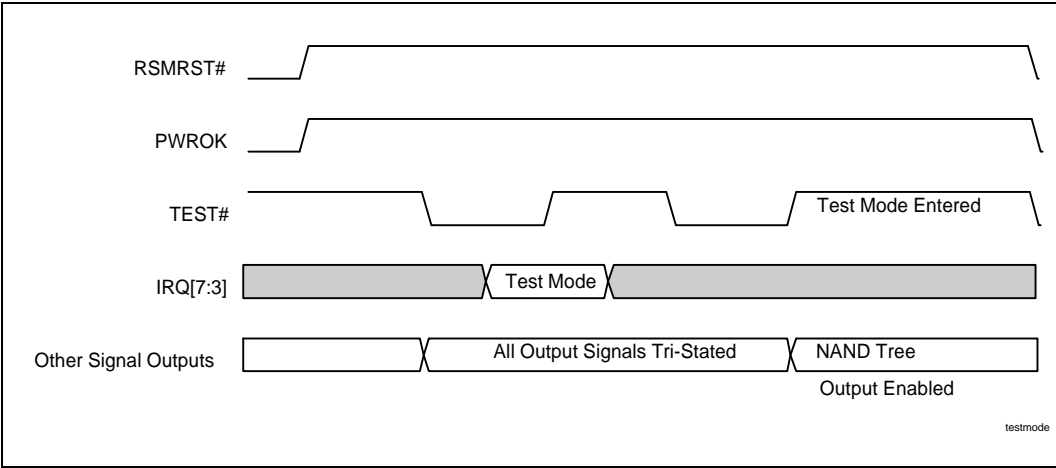 RSMRST#
PWROK
TEST#
Test Mode Entered
IRQ[7:3]
Test Mode
Other Signal Outputs
All Output Signals Tri-Stated
NAND Tree
Output Enabled
testmode